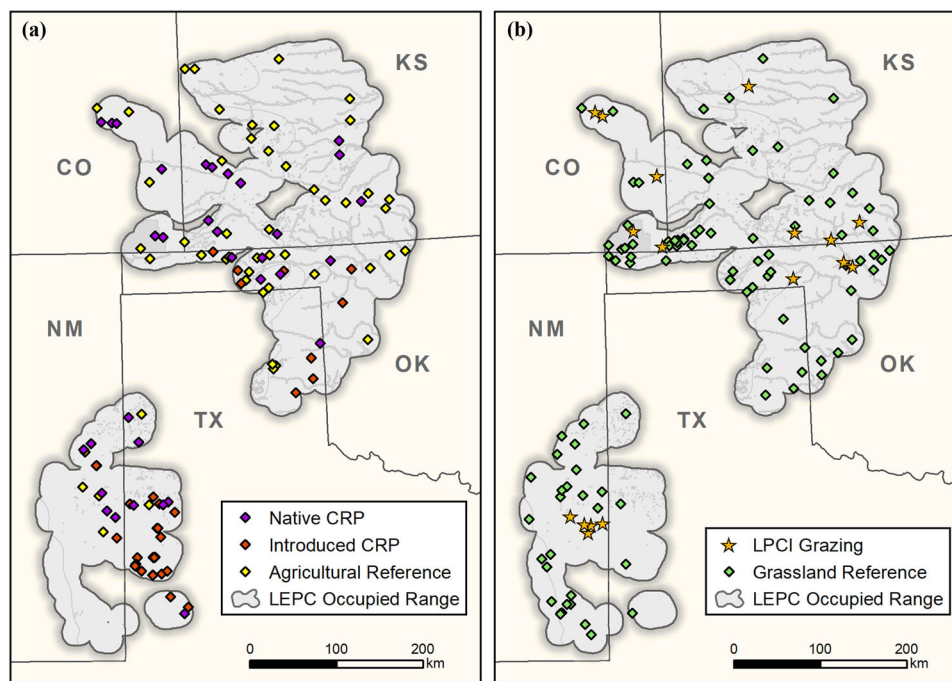 (a)
KS
CO
NM
OK
TX
Native CRP
Introduced CRP
Agricultural Reference
LEPC Occupied Range
0 100 200
km
(b)
KS
CO
NM
OK
TX
LPCI Grazing
Grassland Reference
LEPC Occupied Range
0 100 200
km